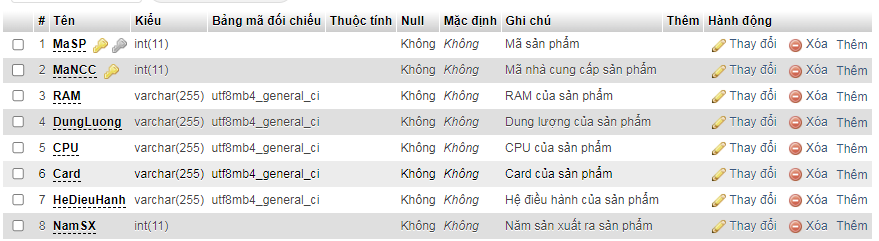 # Tên Kiểu Bảng mã đối chiếu Thuộc tính Null Mặc định Ghi chú Thêm Hành động
1 MaSP int(11) Không Không Mã sản phẩm Thay đổi Xóa Thêm
2 MaNCC int(11) Không Không Mã nhà cung cấp sản phẩm Thay đổi Xóa Thêm
3 RAM varchar(255) utf8mb4_general_ci Không Không RAM của sản phẩm Thay đổi Xóa Thêm
4 DungLuong varchar(255) utf8mb4_general_ci Không Không Dung lượng của sản phẩm Thay đổi Xóa Thêm
5 CPU varchar(255) utf8mb4_general_ci Không Không CPU của sản phẩm Thay đổi Xóa Thêm
6 Card varchar(255) utf8mb4_general_ci Không Không Card của sản phẩm Thay đổi Xóa Thêm
7 HeDieuHanh varchar(255) utf8mb4_general_ci Không Không Hệ điều hành của sản phẩm Thay đổi Xóa Thêm
8 NamSX int(11) Không Không Năm sản xuất ra sản phẩm Thay đổi Xóa Thêm